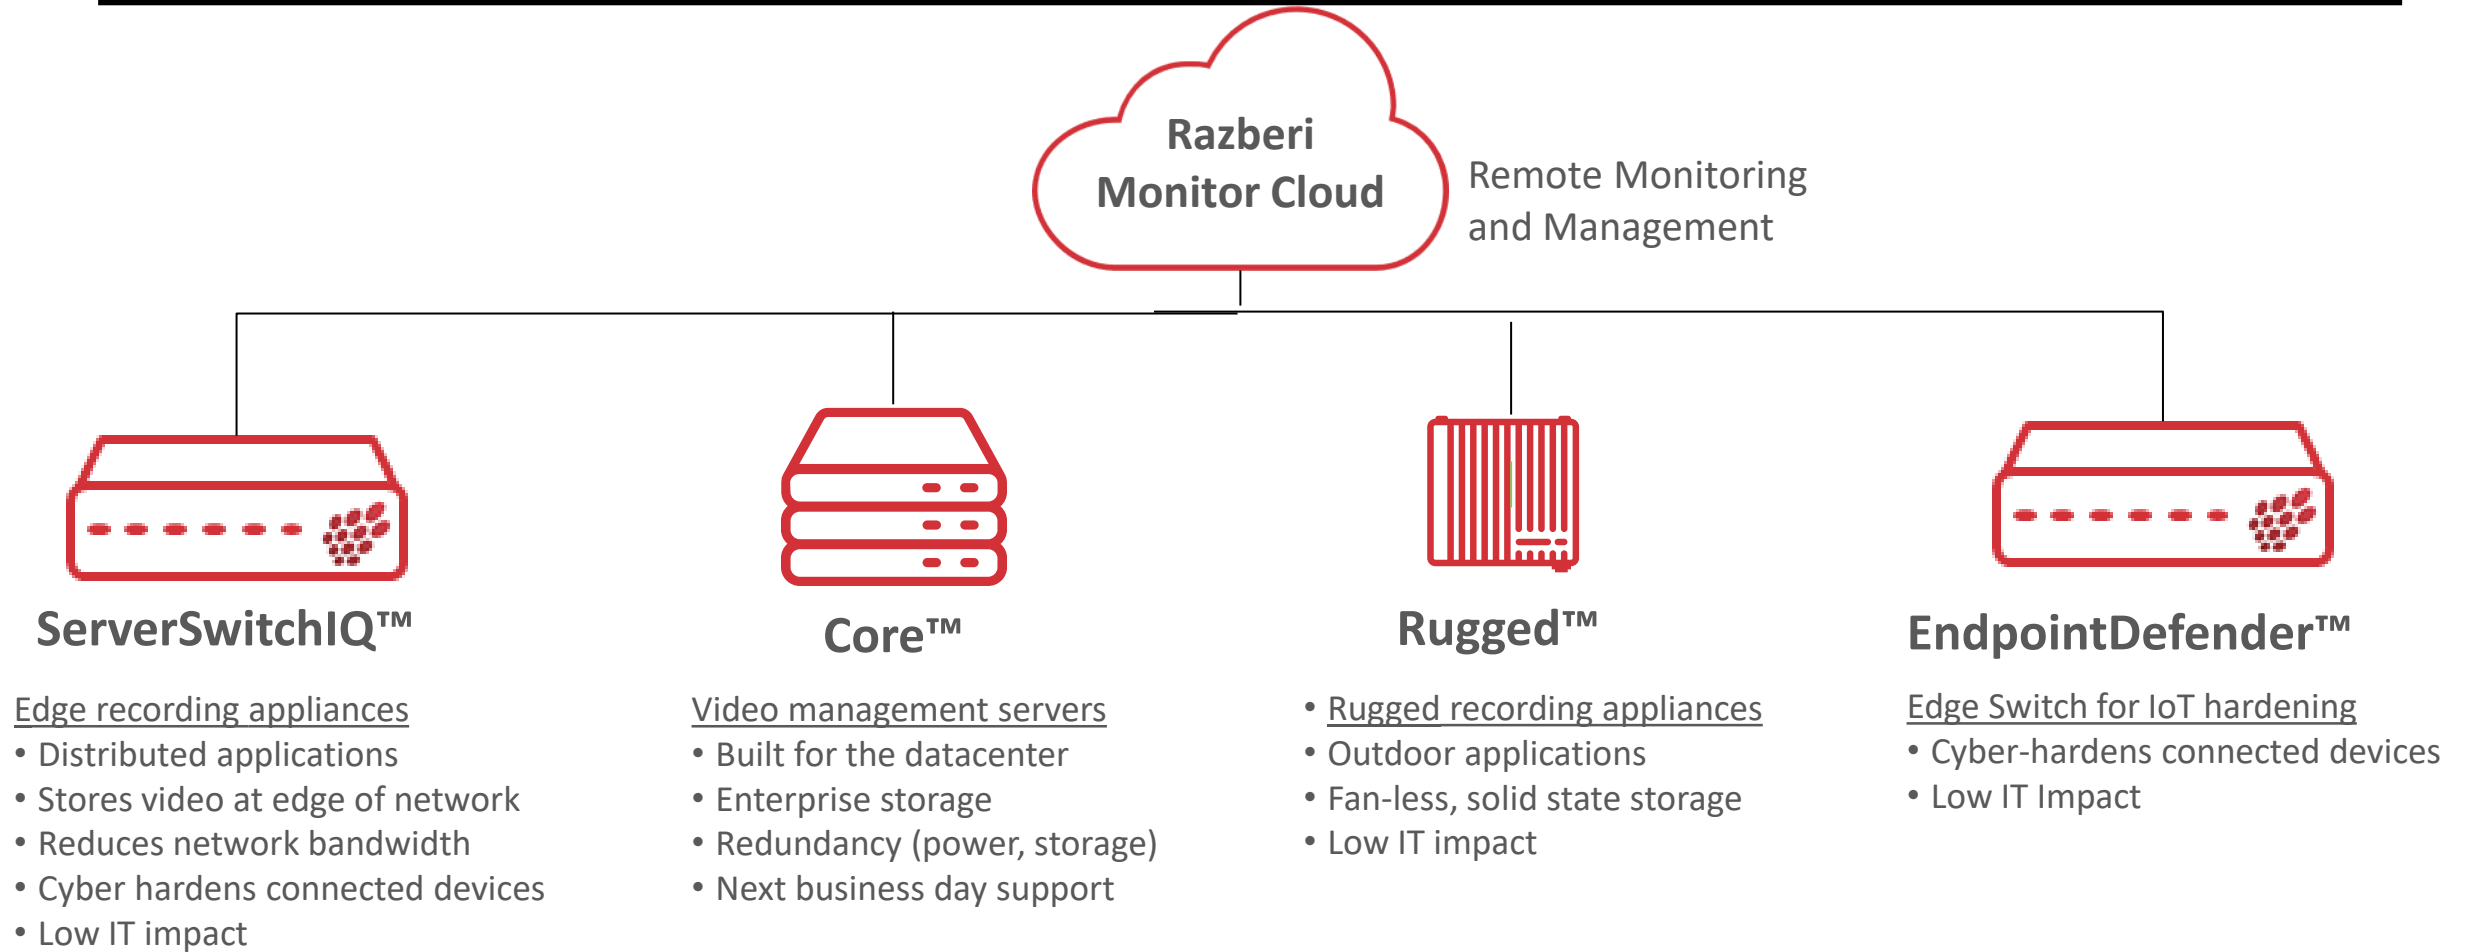 Razberi
Monitor Cloud
Remote Monitoring
and Management
ServerSwitchIQ™
Edge recording appliances
• Distributed applications
• Stores video at edge of network
• Reduces network bandwidth
• Cyber hardens connected devices
• Low IT impact
Core™
Video management servers
• Built for the datacenter
• Enterprise storage
• Redundancy (power, storage)
• Next business day support
Rugged™
• Rugged recording appliances
• Outdoor applications
• Fan-less, solid state storage
• Low IT impact
EndpointDefender™
Edge Switch for IoT hardening
• Cyber-hardens connected devices
• Low IT Impact